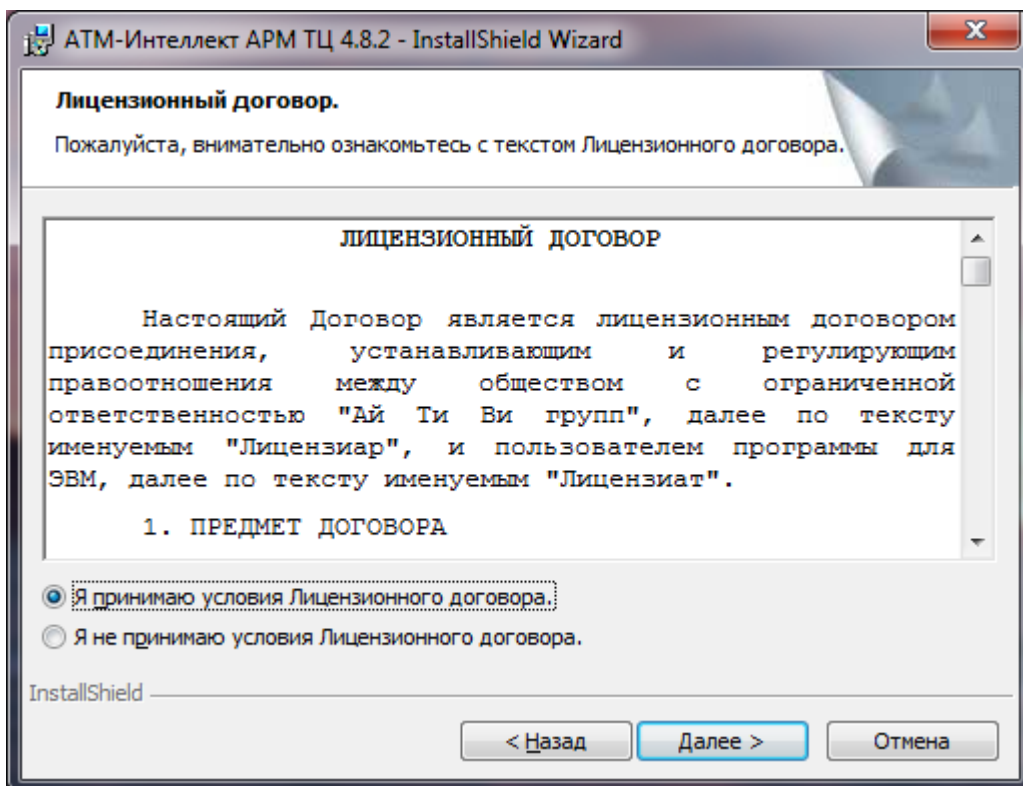 АТМ-Интеллект АРМ ТЦ 4.8.2 - InstallShield Wizard
Лицензионный договор.
Пожалуйста, внимательно ознакомьтесь с текстом Лицензионного договора.
ЛИЦЕНЗИОННЫЙ ДОГОВОР
Настоящий Договор является лицензионным договором
присоединения, устанавливающим и регулирующим
правоотношения между обществом с ограниченной
ответственностью "Ай Ти Ви групп", далее по тексту
именуемым "Лицензиар", и пользователем программы для
ЭВМ, далее по тексту именуемым "Лицензиат".
1. ПРЕДМЕТ ДОГОВОРА
Я принимаю условия Лицензионного договора.
Я не принимаю условия Лицензионного договора.
InstallShield
< Назад Далее > Отмена